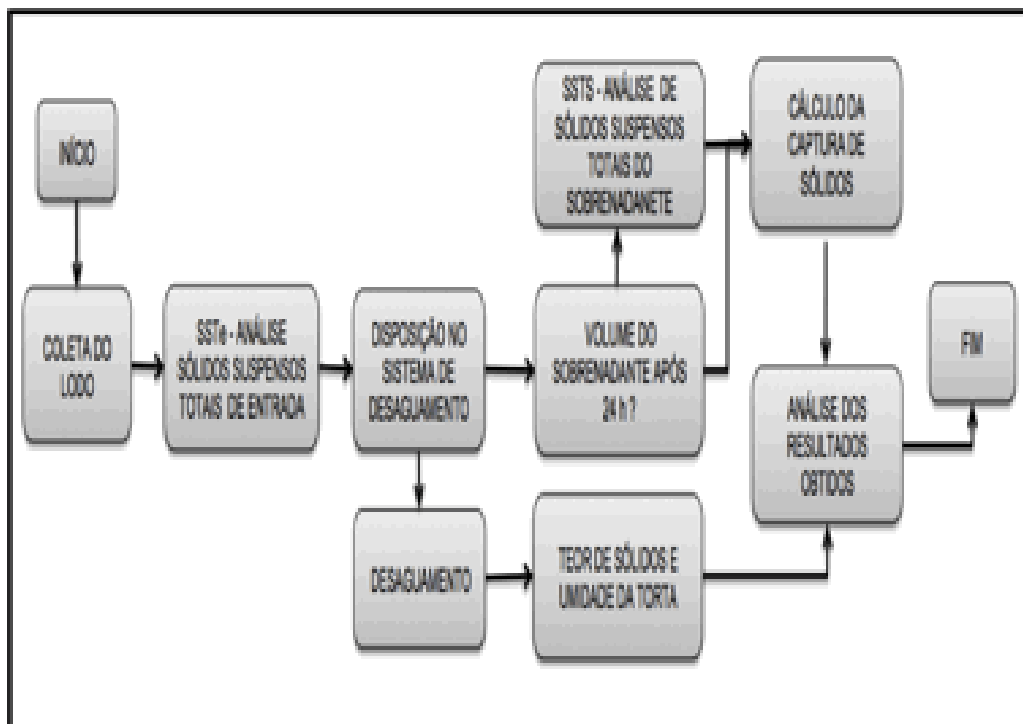 INÍCIO
COLETA DO
LODO
SSTe - ANÁLISE
SÓLIDOS SUSPENSOS
TOTAIS DE ENTRADA
DISPOSIÇÃO NO
SISTEMA DE
DESAGUAMENTO
DESAGUAMENTO
SSTS - ANÁLISE DE
SÓLIDOS SUSPENSOS
TOTAIS DO
SOBRENADANETE
VOLUME DO
SOBRENADANTE APÓS
24 h ?
TEOR DE SÓLIDOS E
UMIDADE DA TORTA
CÁLCULO DA
CAPTURA DE
SÓLIDOS
ANÁLISE DOS
RESULTADOS
OBTIDOS
FIM